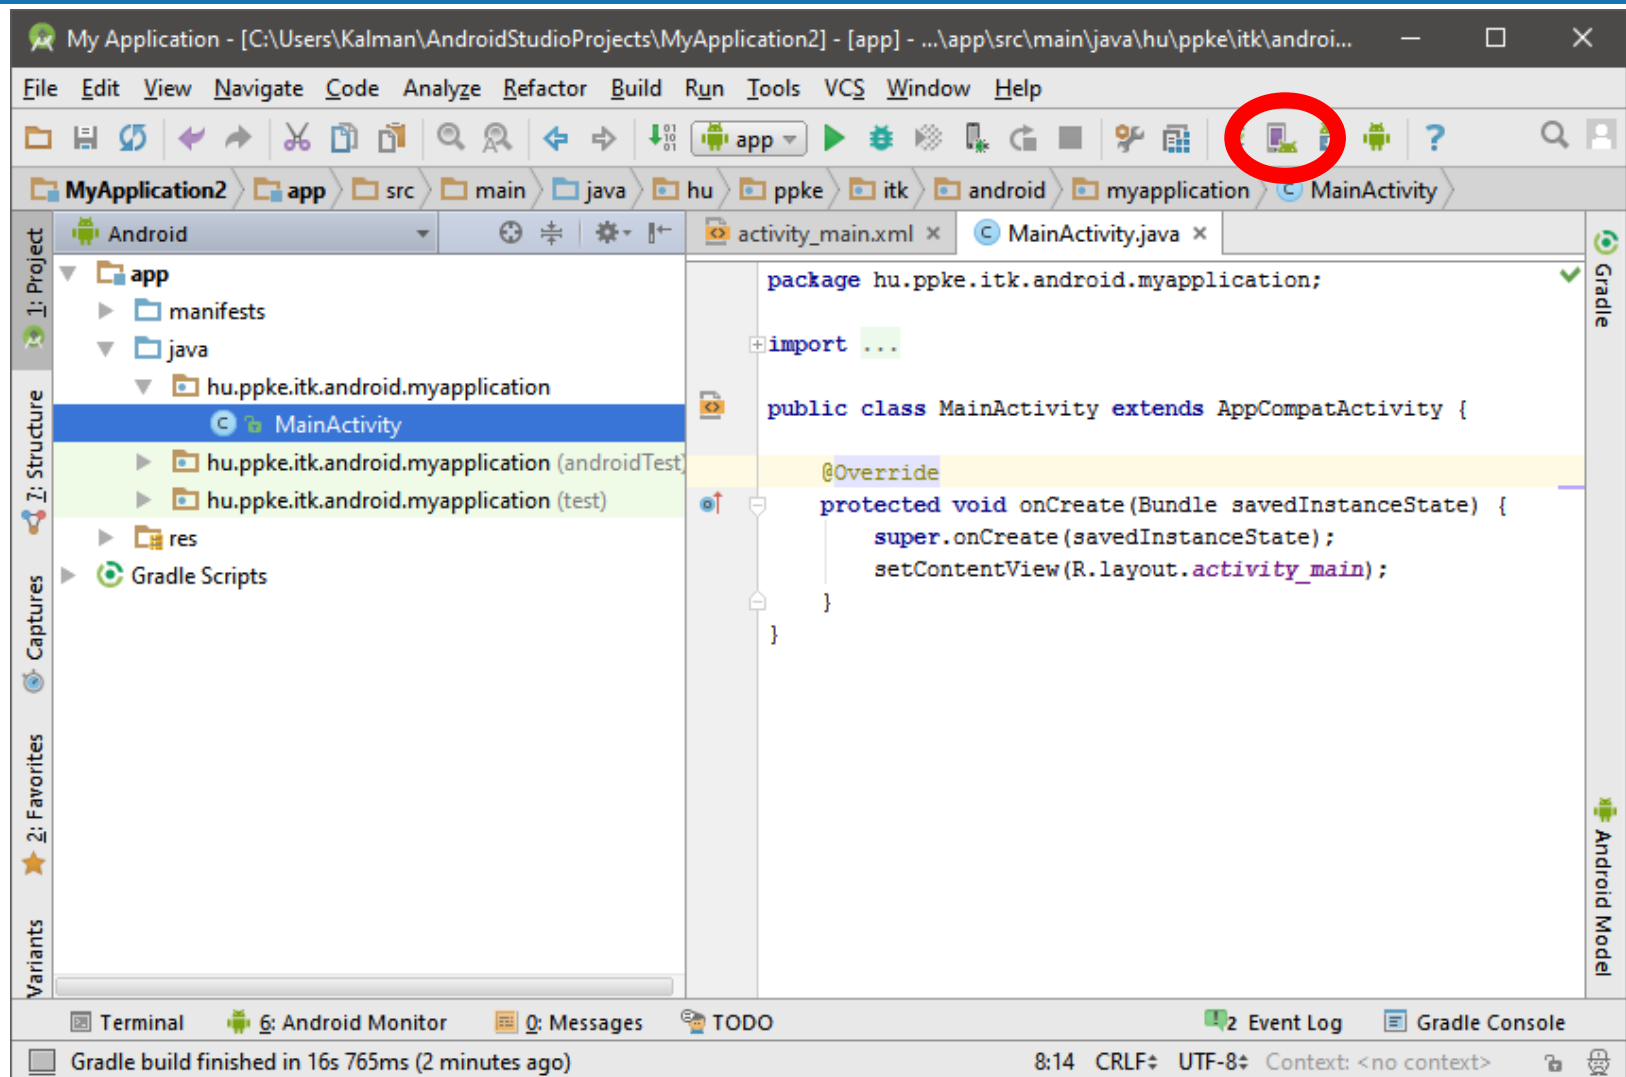 My Application - [C:\Users\Kalman\AndroidStudioProjects\MyApplication2] - [app] - ...\app\src\main\java\hu\ppke\itk\androi...
File Edit View Navigate Code Analyze Refactor Build Run Tools VCS Window Help
app
MyApplication2 app src main java hu ppke itk android myapplication MainActivity
1: Project
7: Structure
Captures
2: Favorites
Variants
Android
app
manifests
java
hu.ppke.itk.android.myapplication
MainActivity
hu.ppke.itk.android.myapplication (androidTest)
hu.ppke.itk.android.myapplication (test)
res
Gradle Scripts
activity_main.xml MainActivity.java
package hu.ppke.itk.android.myapplication;
import ...
public class MainActivity extends AppCompatActivity {
@Override
protected void onCreate(Bundle savedInstanceState) {
super.onCreate(savedInstanceState);
setContentView(R.layout.activity_main);
}
}
Gradle
Android Model
Terminal 6: Android Monitor 0: Messages TODO 2 Event Log Gradle Console
Gradle build finished in 16s 765ms (2 minutes ago) 8:14 CRLF UTF-8 Context: <no context>